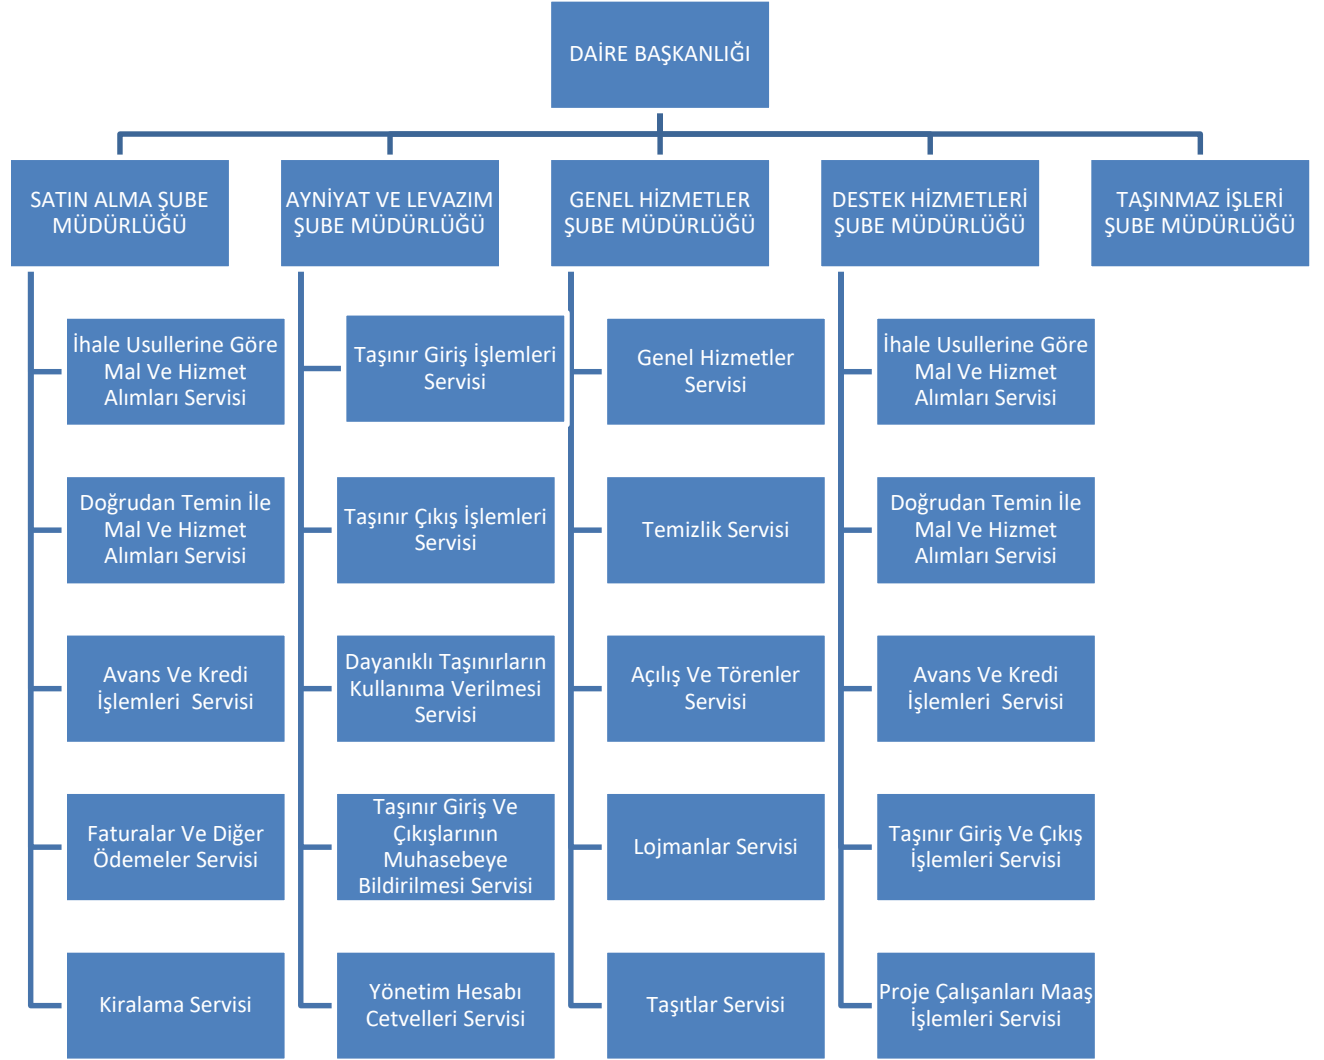 DAİRE BAŞKANLIĞI
SATIN ALMA ŞUBE
MÜDÜRLÜĞÜ
İhale Usullerine Göre
Mal Ve Hizmet
Alımları Servisi
Doğrudan Temin İle
Mal Ve Hizmet
Alımları Servisi
Avans Ve Kredi
İşlemleri  Servisi
Faturalar Ve Diğer
Ödemeler Servisi
Kiralama Servisi
AYNİYAT VE LEVAZIM
ŞUBE MÜDÜRLÜĞÜ
Taşınır Giriş İşlemleri
Servisi
Taşınır Çıkış İşlemleri
Servisi
Dayanıklı Taşınırların
Kullanıma Verilmesi
Servisi
Taşınır Giriş Ve
Çıkışlarının
Muhasebeye
Bildirilmesi Servisi
Yönetim Hesabı
Cetvelleri Servisi
GENEL HİZMETLER
ŞUBE MÜDÜRLÜĞÜ
Genel Hizmetler
Servisi
Temizlik Servisi
Açılış Ve Törenler
Servisi
Lojmanlar Servisi
Taşıtlar Servisi
DESTEK HİZMETLERİ
ŞUBE MÜDÜRLÜĞÜ
İhale Usullerine Göre
Mal Ve Hizmet
Alımları Servisi
Doğrudan Temin İle
Mal Ve Hizmet
Alımları Servisi
Avans Ve Kredi
İşlemleri  Servisi
Taşınır Giriş Ve Çıkış
İşlemleri Servisi
Proje Çalışanları Maaş
İşlemleri Servisi
TAŞINMAZ İŞLERİ
ŞUBE MÜDÜRLÜĞÜ